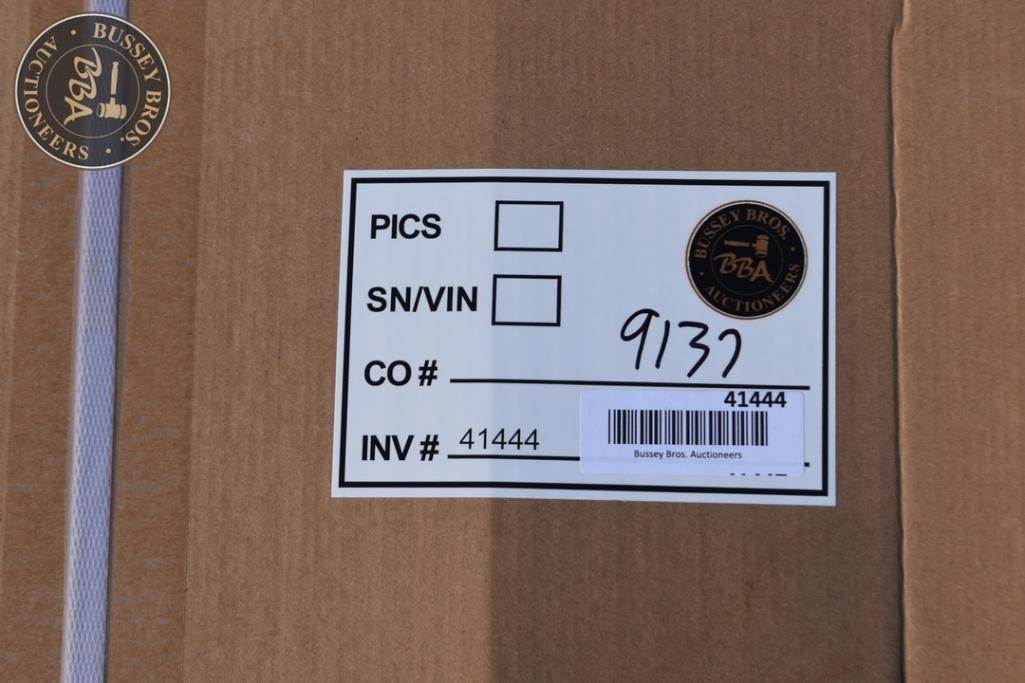 BUSSEY BROS.
BBA
AUCTIONEERS
PICS
BUSSEY BROS.
BBA
AUCTIONEERS
SN/VIN
9137
CO #
41444
INV # 41444
Bussey Bros. Auctioneers